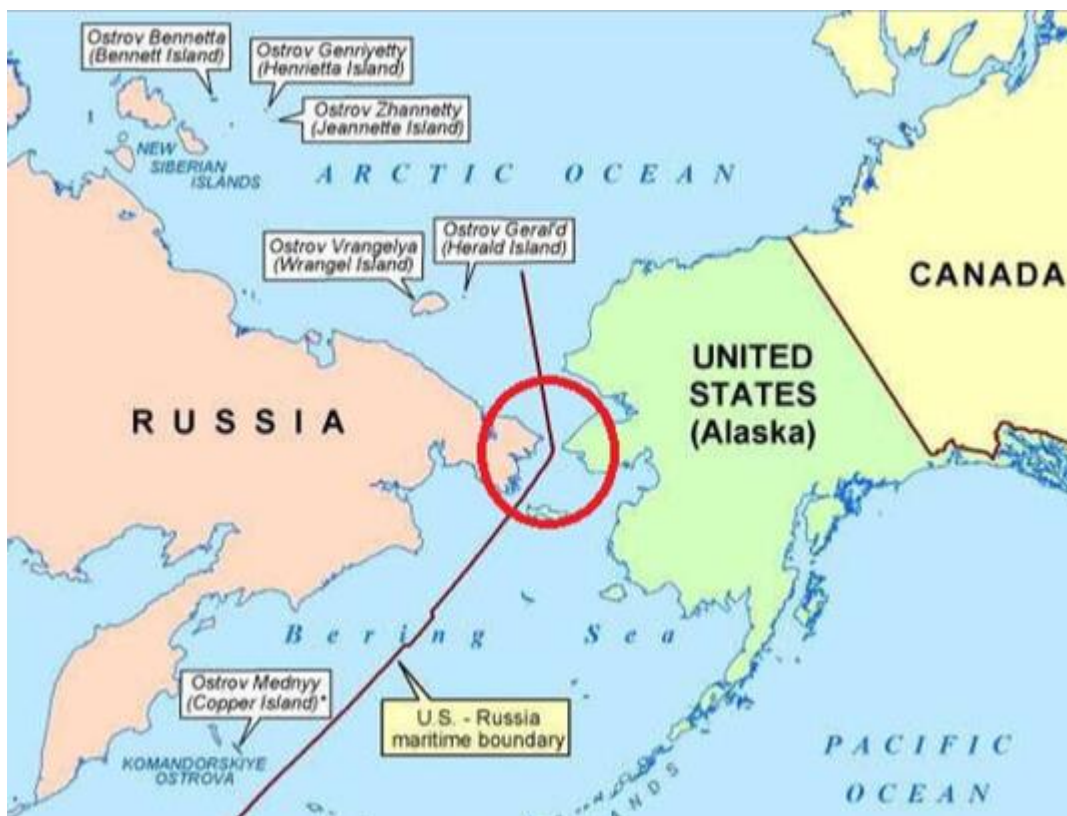 Ostrov Bennetta
(Bennett Island)
Ostrov Genriyetty
(Henrietta Island)
Ostrov Zhannetty
(Jeannette Island)
NEW
SIBERIAN
ISLANDS
ARCTIC OCEAN
Ostrov Vrangelya
(Wrangel Island)
Ostrov Geral'd
(Herald Island)
CANADA
UNITED
STATES
(Alaska)
RUSSIA
Bering Sea
Ostrov Mednyy
(Copper Island)*
U.S. - Russia
maritime boundary
KOMANDORSKIYE
OSTROVA
PACIFIC
OCEAN